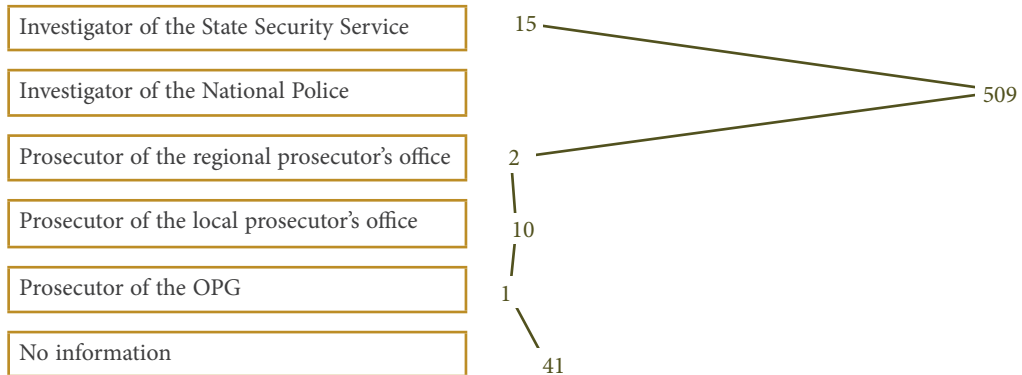 Investigator of the State Security Service 15
Investigator of the National Police 509
Prosecutor of the regional prosecutor's office 2
Prosecutor of the local prosecutor's office 10
Prosecutor of the OPG 1
No information 41